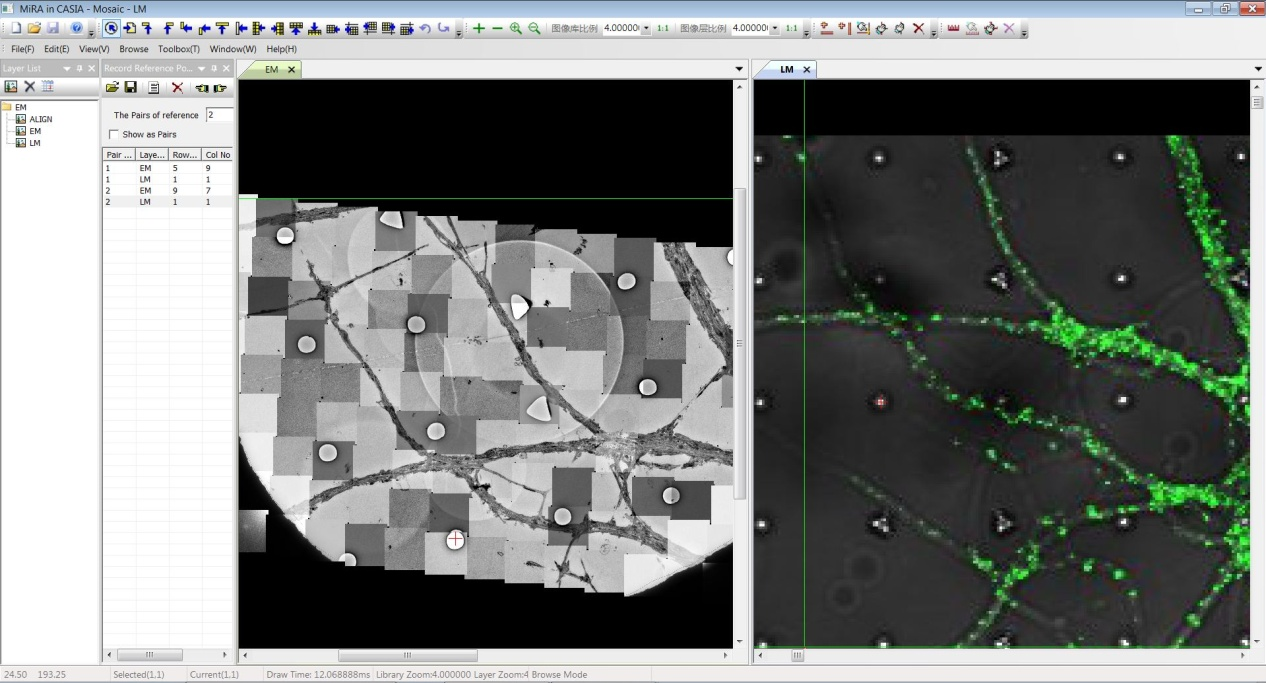 MiRA in CASIA - Mosaic - LM
图像库比例 4.00000 1:1 图像层比例 4.00000 1:1
File(F) Edit(E) View(V) Browse Toolbox(T) Window(W) Help(H)
Layer List
EM
ALIGN
EM
LM
Record Reference Po...
The Pairs of reference 2
Show as Pairs
Pair ... Laye... Row... Col No
1 EM 5 9
1 LM 1 1
2 EM 9 7
2 LM 1 1
EM
LM
24.50 193.25 Selected(1,1) Current(1,1) Draw Time: 12.068888ms Library Zoom:4.000000 Layer Zoom:4 Browse Mode